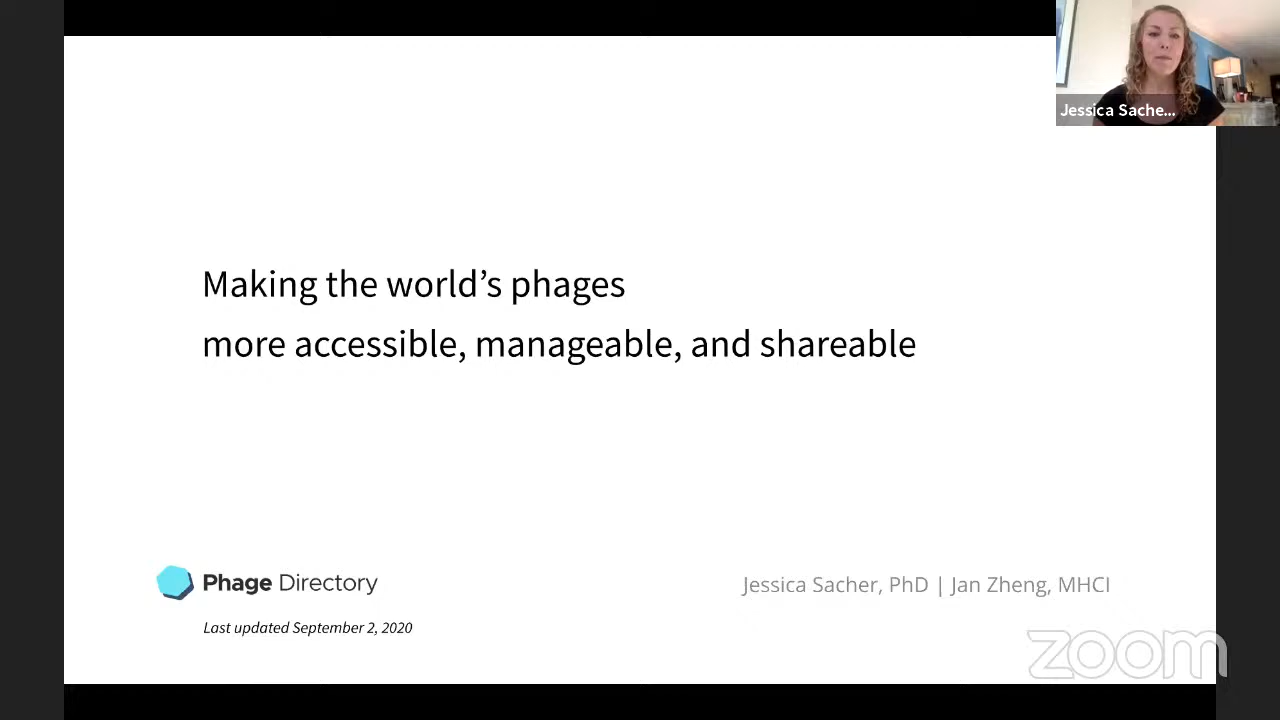 Jessica Sache...
Making the world’s phages
more accessible, manageable, and shareable
Phage Directory
Jessica Sacher, PhD | Jan Zheng, MHCI
Last updated September 2, 2020
zoom